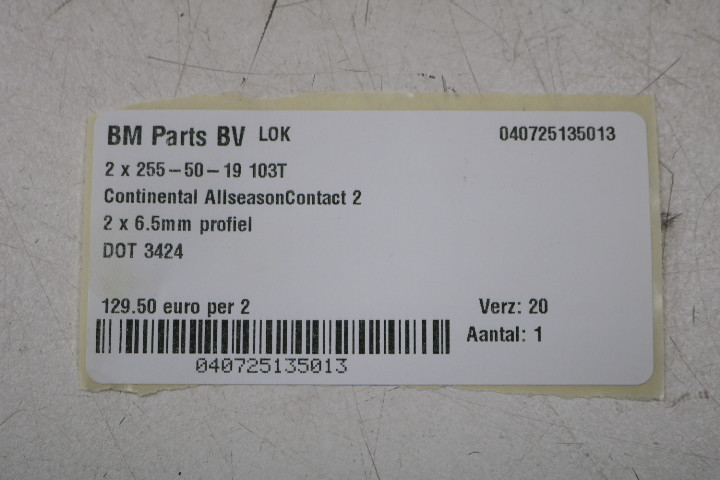 BM Parts BV LOK 040725135013
2 x 255-50-19 103T
Continental AllseasonContact 2
2 x 6.5mm profiel
DOT 3424
129.50 euro per 2 Verz: 20
Aantal: 1
040725135013